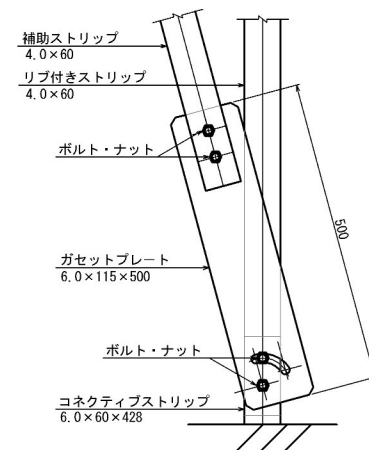 補助ストリップ
4.0×60
リブ付きストリップ
4.0×60
ボルト・ナット
500
ガセットプレート
6.0×115×500
ボルト・ナット
コネクティブストリップ
6.0×60×428